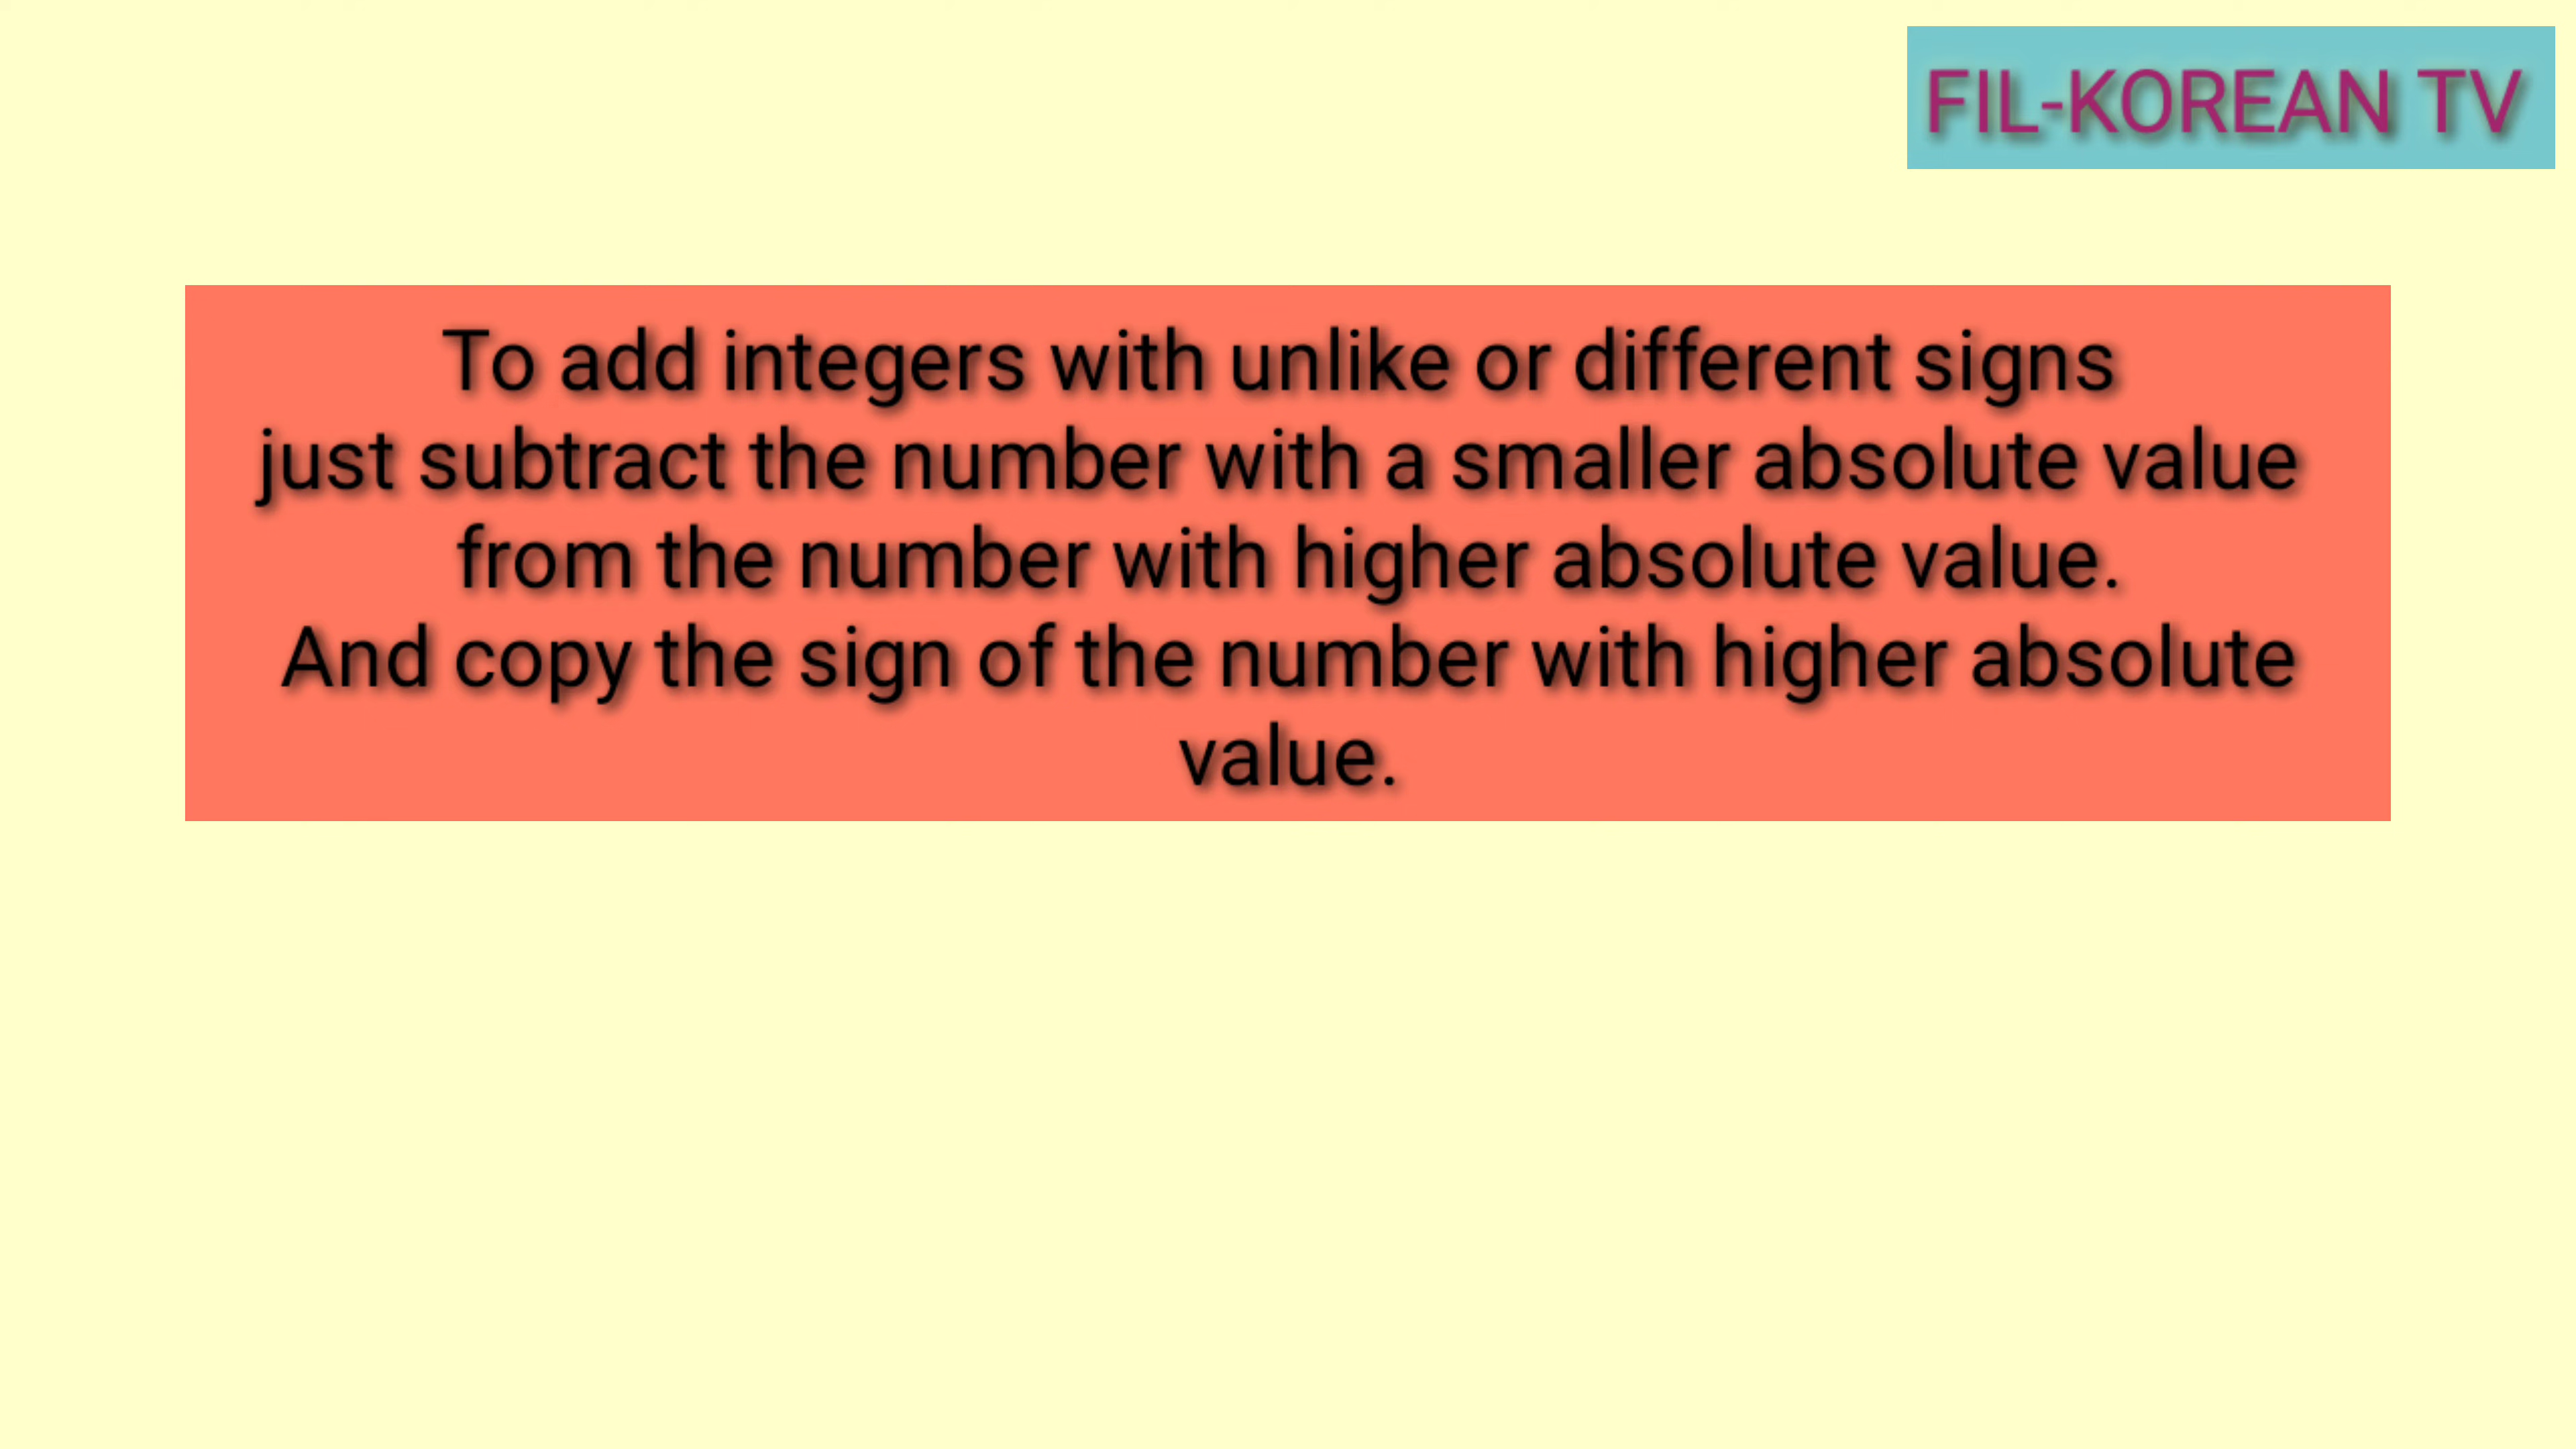 FIL-KOREAN TV
To add integers with unlike or different signs
just subtract the number with a smaller absolute value
from the number with higher absolute value.
And copy the sign of the number with higher absolute
value.